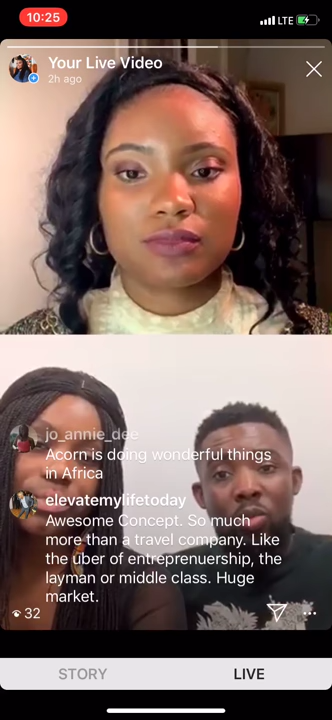 10:25
LTE
Your Live Video
2h ago
jo_annie_dee
Acorn is doing wonderful things
in Africa
elevatemylifetoday
Awesome Concept. So much
more than a travel company. Like
the uber of entreprenuership, the
layman or middle class. Huge
market.
32
STORY
LIVE